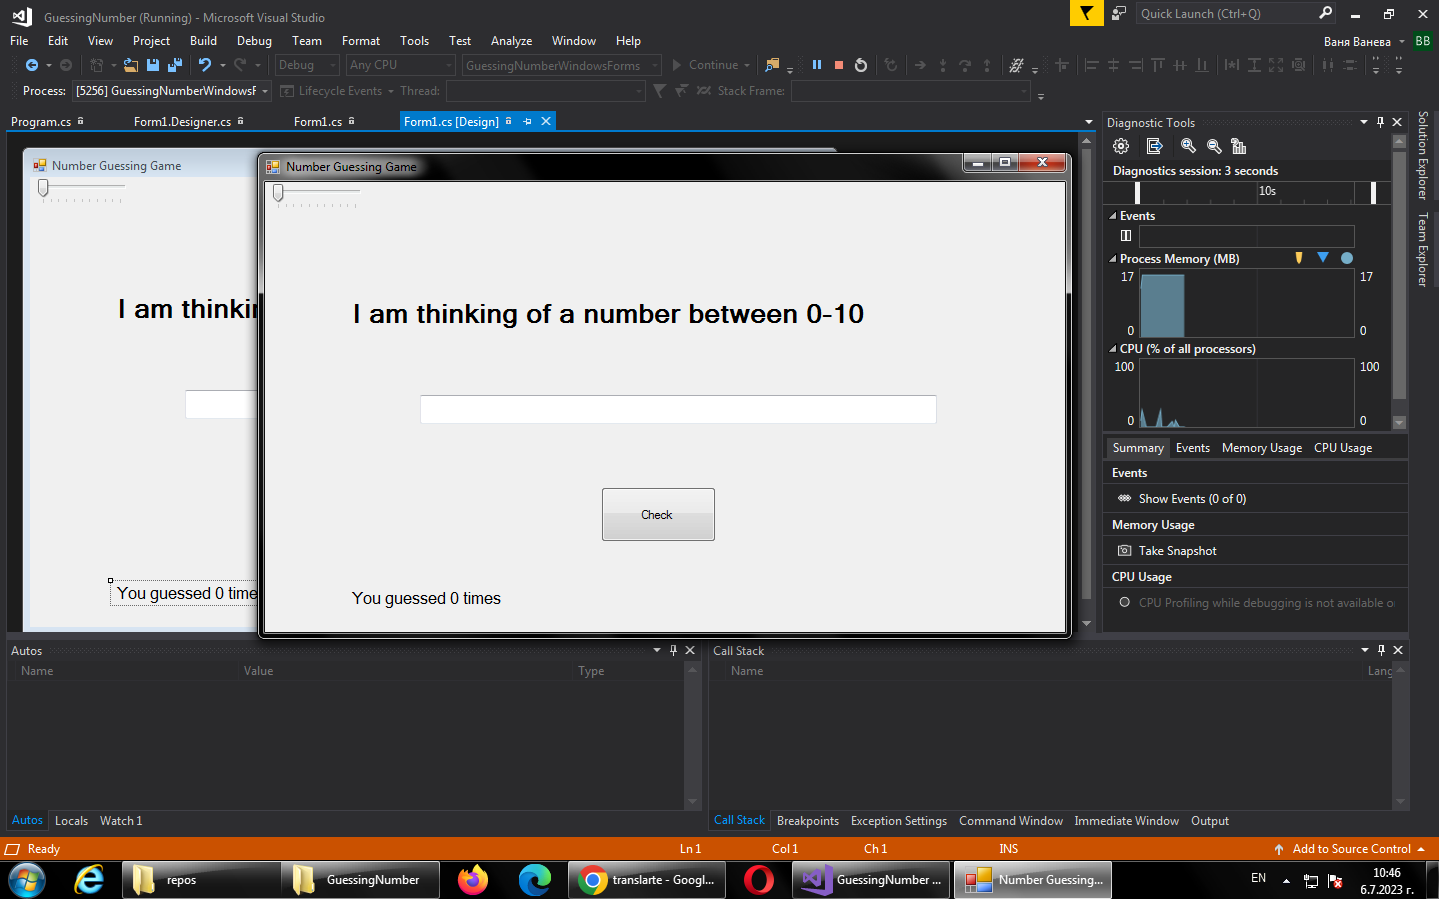 GuessingNumber (Running) - Microsoft Visual Studio
Quick Launch (Ctrl+Q)
File Edit View Project Build Debug Team Format Tools Test Analyze Window Help
Ваня Ванева
BB
Debug
Any CPU
GuessingNumberWindowsForms
Continue
Process: [5256] GuessingNumberWindowsF
Lifecycle Events
Thread:
Stack Frame:
Program.cs
Form1.Designer.cs
Form1.cs
Form1.cs [Design]
Number Guessing Game
I am thinkin
You guessed 0 time
Number Guessing Game
I am thinking of a number between 0-10
Check
You guessed 0 times
Diagnostic Tools
Diagnostics session: 3 seconds
10s
Events
Process Memory (MB)
17 17
0 0
CPU (% of all processors)
100 100
0 0
Summary Events Memory Usage CPU Usage
Events
Show Events (0 of 0)
Memory Usage
Take Snapshot
CPU Usage
CPU Profiling while debugging is not available o
Solution Explorer
Team Explorer
Autos
Name Value Type
Autos Locals Watch 1
Call Stack
Name Lang
Call Stack Breakpoints Exception Settings Command Window Immediate Window Output
Ready
Ln 1 Col 1 Ch 1 INS
Add to Source Control
repos
GuessingNumber
translarte - Googl...
GuessingNumber ...
Number Guessing...
EN
10:46
6.7.2023 г.